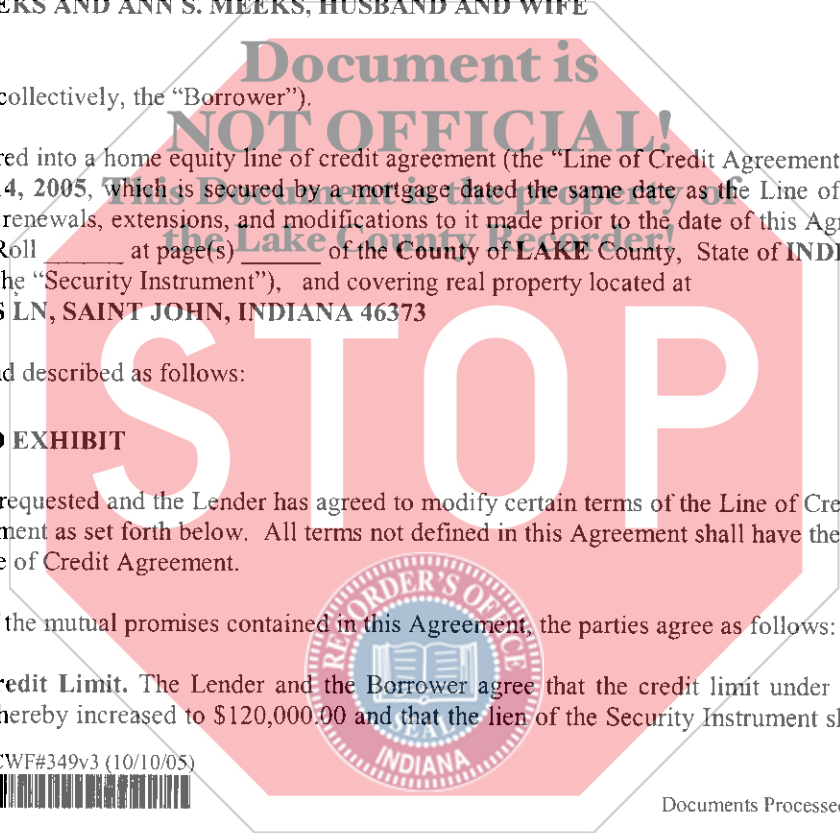 EKS AND ANN S. MEEKS, HUSBAND AND WIFE
Document is
collectively, the “Borrower”).
NOT OFFICIAL!
red into a home equity line of credit agreement (the “Line of Credit Agreement
4, 2005, which is secured by a mortgage dated the same date as the Line of
This Document is the property of
renewals, extensions, and modifications to it made prior to the date of this Agr
the Lake County Recorder!
Roll ______ at page(s) ______ of the County of LAKE County, State of INDI
he “Security Instrument”), and covering real property located at
S LN, SAINT JOHN, INDIANA 46373
STOP
d described as follows:
EXHIBIT
requested and the Lender has agreed to modify certain terms of the Line of Cre
ment as set forth below. All terms not defined in this Agreement shall have the
e of Credit Agreement.
the mutual promises contained in this Agreement, the parties agree as follows:
RECORDER'S OFFICE
SEAL
INDIANA
redit Limit. The Lender and the Borrower agree that the credit limit under
hereby increased to $120,000.00 and that the lien of the Security Instrument sh
CWF#349v3 (10/10/05)
Documents Processed